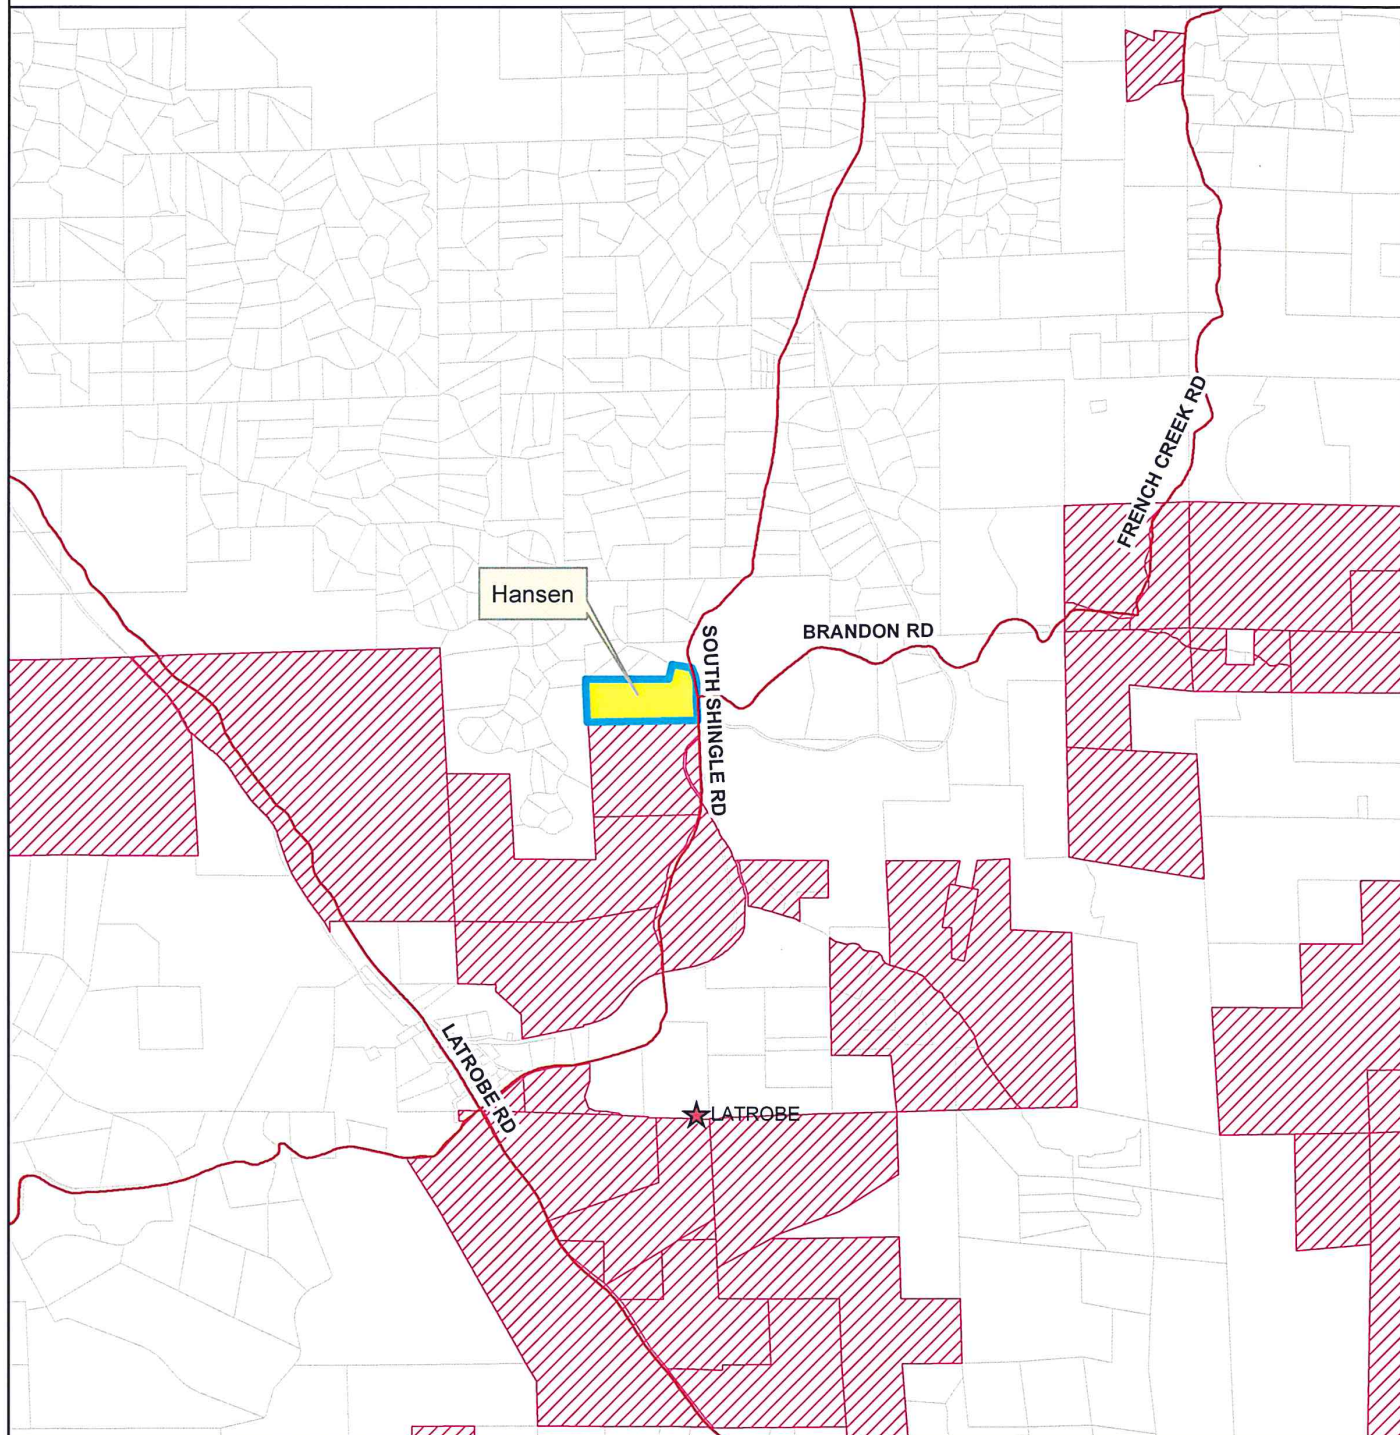 FRENCH CREEK RD
Hansen
BRANDON RD
SOUTH SHINGLE RD
LATROBE RD
LATROBE